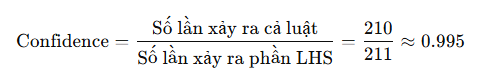 Confidence = Số lần xảy ra cả luật / Số lần xảy ra phần LHS = 210 / 211 ≈ 0.995